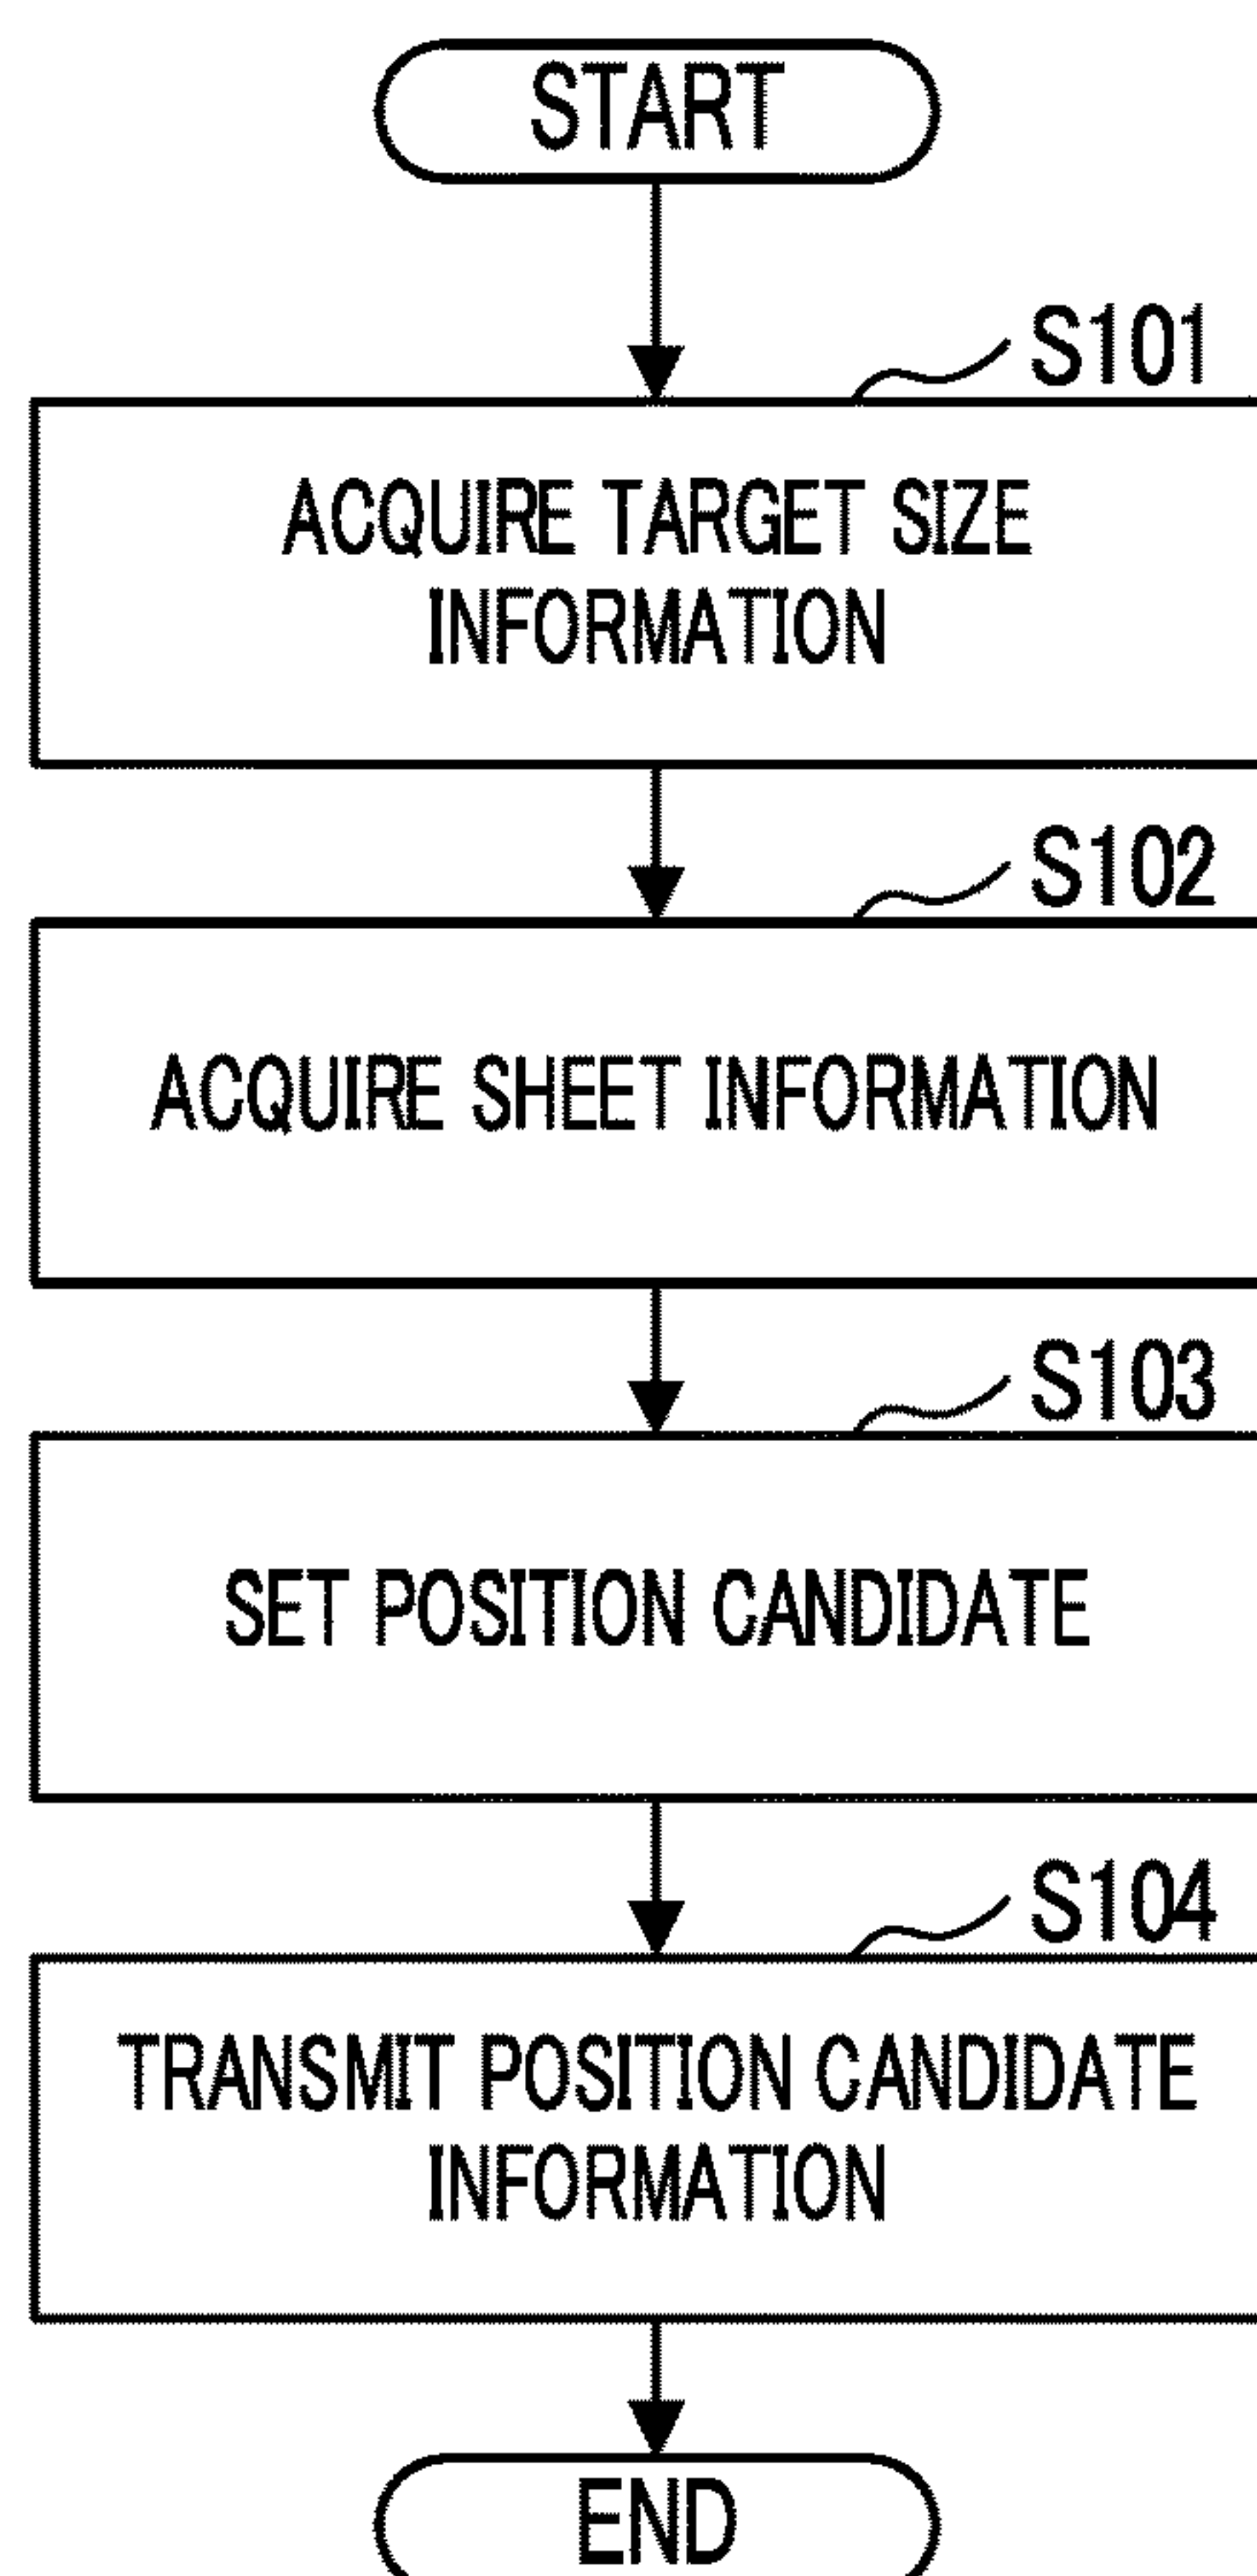 START
S101
ACQUIRE TARGET SIZE
INFORMATION
S102
ACQUIRE SHEET INFORMATION
S103
SET POSITION CANDIDATE
S104
TRANSMIT POSITION CANDIDATE
INFORMATION
END